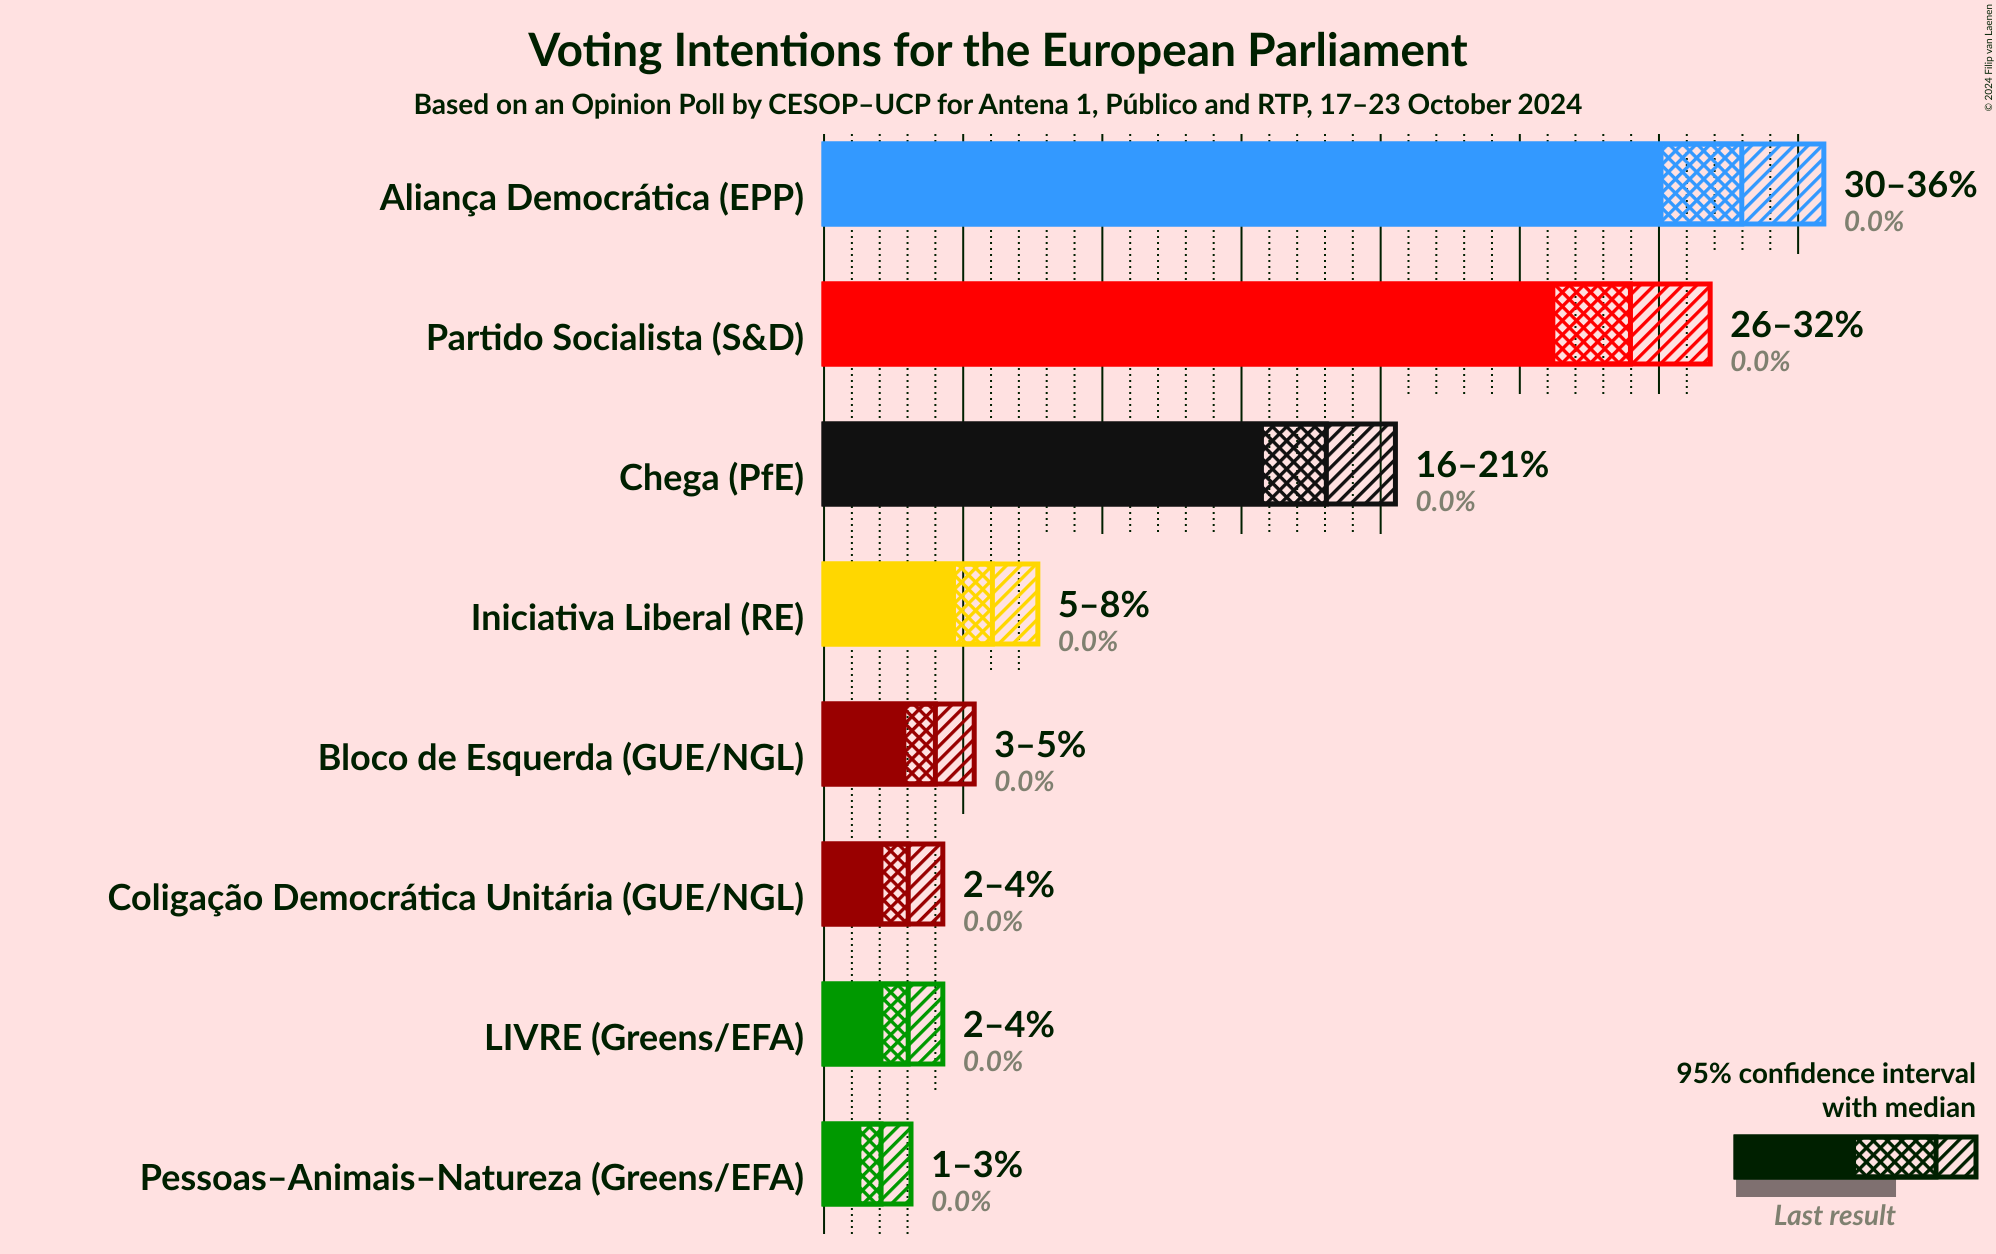 Voting Intentions for the European Parliament
Based on an Opinion Poll by CESOP–UCP for Antena 1, Público and RTP, 17–23 October 2024
© 2024 Filip van Laenen
Aliança Democrática (EPP)
30–36%
0.0%
Partido Socialista (S&D)
26–32%
0.0%
Chega (PfE)
16–21%
0.0%
Iniciativa Liberal (RE)
5–8%
0.0%
Bloco de Esquerda (GUE/NGL)
3–5%
0.0%
Coligação Democrática Unitária (GUE/NGL)
2–4%
0.0%
LIVRE (Greens/EFA)
2–4%
0.0%
Pessoas–Animais–Natureza (Greens/EFA)
1–3%
0.0%
95% confidence interval
with median
Last result